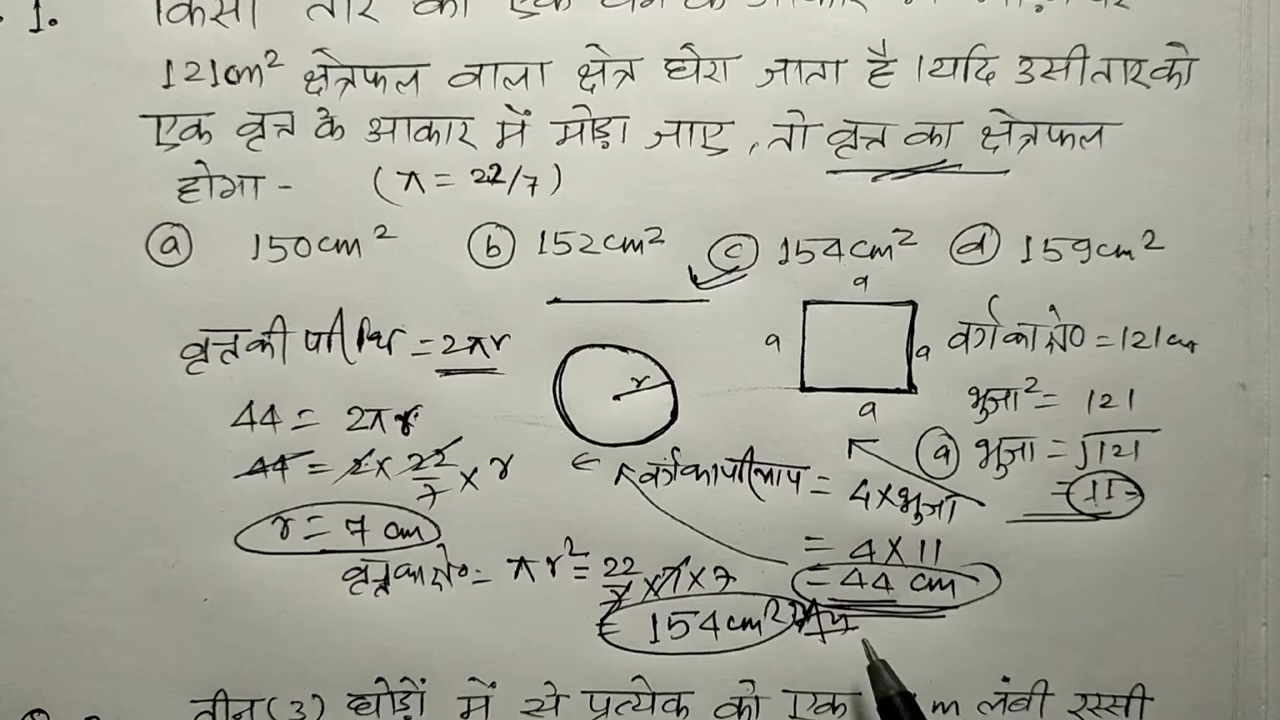 1. किसी तार को एक वर्ग के आकार में मोड़ने पर
121cm² क्षेत्रफल वाला क्षेत्र घेरा जाता है । यदि उसी तार को
एक वृत्त के आकार में मोड़ा जाए, तो वृत्त का क्षेत्रफल
होगा - (π = 22/7)
(a) 150cm² (b) 152cm² (c) 154cm² (d) 159cm²
a
a a
a
r
वृत्त की परिधि = 2πr
44 = 2πr
44 = 2 × 22/7 × r
r = 7 cm
वर्ग का क्षे० = 121cm
भुजा² = 121
(a) भुजा = √121
= 11
वर्ग का परिमाप = 4×भुजा
= 4×11
= 44 cm
वृत्त का क्षे० = πr² = 22/7 ×7×7
= 154cm²
तीन(3) घोड़ों में से प्रत्येक को एक m लंबी रस्सी